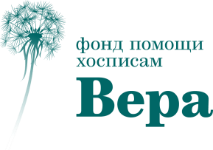 фонд помощи
хосписам
Вера